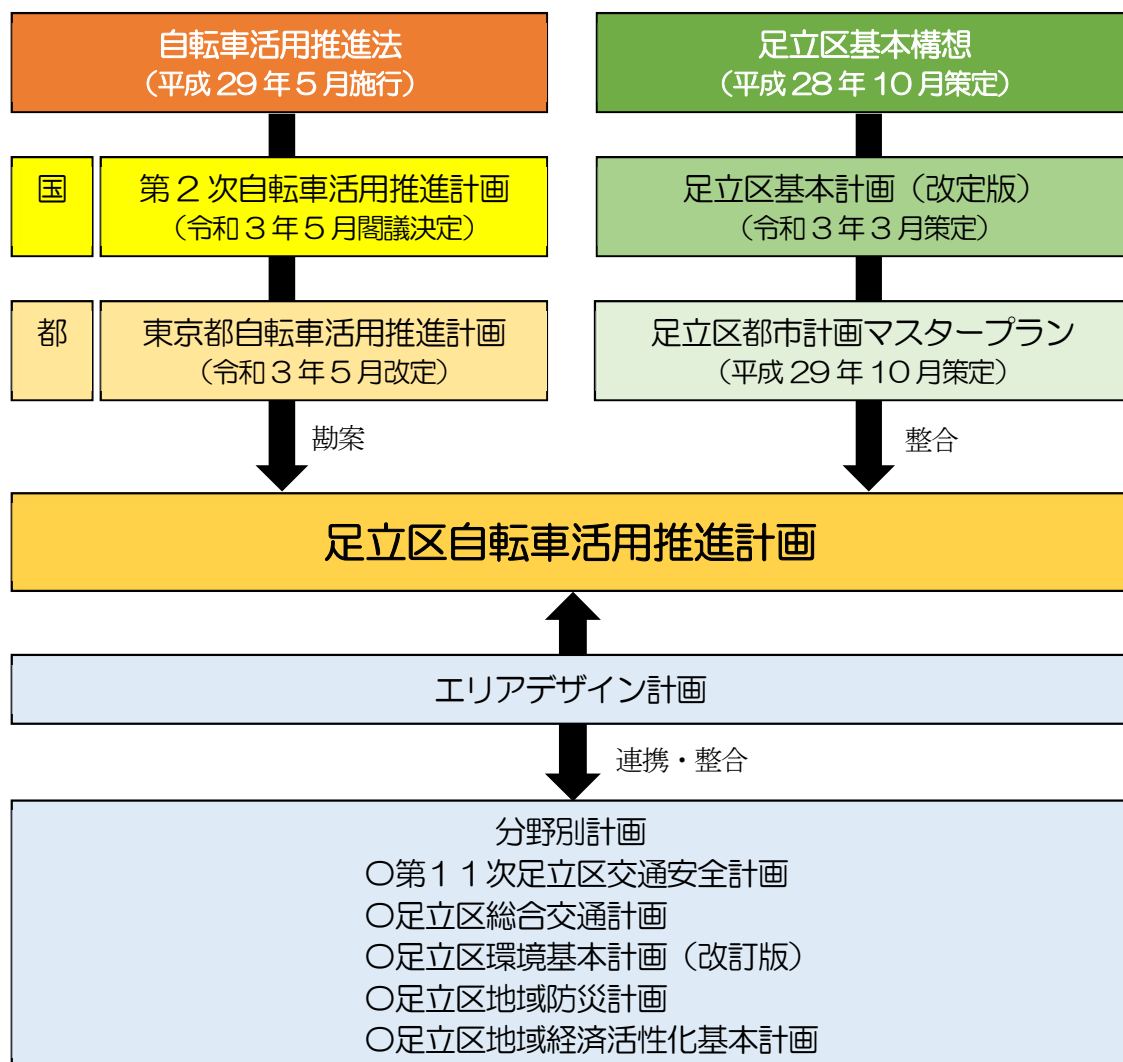 自転車活用推進法
（平成29年5月施行）
足立区基本構想
（平成28年10月策定）
国
第2次自転車活用推進計画
（令和3年5月閣議決定）
足立区基本計画（改定版）
（令和3年3月策定）
都
東京都自転車活用推進計画
（令和3年5月改定）
足立区都市計画マスタープラン
（平成29年10月策定）
勘案
整合
足立区自転車活用推進計画
エリアデザイン計画
連携・整合
分野別計画
○第11次足立区交通安全計画
○足立区総合交通計画
○足立区環境基本計画（改訂版）
○足立区地域防災計画
○足立区地域経済活性化基本計画